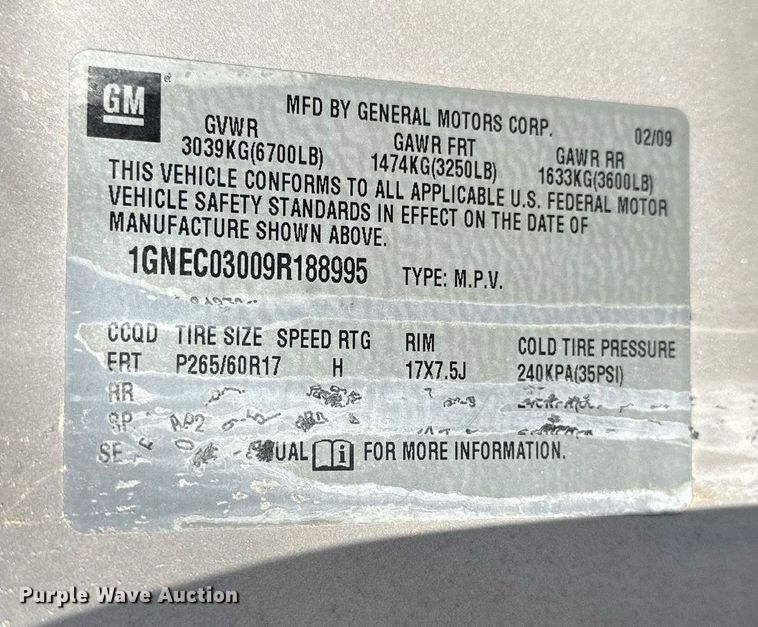 GM
MFD BY GENERAL MOTORS CORP. 02/09
GVWR GAWR FRT GAWR RR
3039KG(6700LB) 1474KG(3250LB) 1633KG(3600LB)
THIS VEHICLE CONFORMS TO ALL APPLICABLE U.S. FEDERAL MOTOR
VEHICLE SAFETY STANDARDS IN EFFECT ON THE DATE OF
MANUFACTURE SHOWN ABOVE.
1GNEC03009R188995 TYPE: M.P.V.
CCQD TIRE SIZE SPEED RTG RIM COLD TIRE PRESSURE
FRT P265/60R17 H 17X7.5J 240KPA(35PSI)
RR
SP
UAL FOR MORE INFORMATION.
Purple Wave Auction